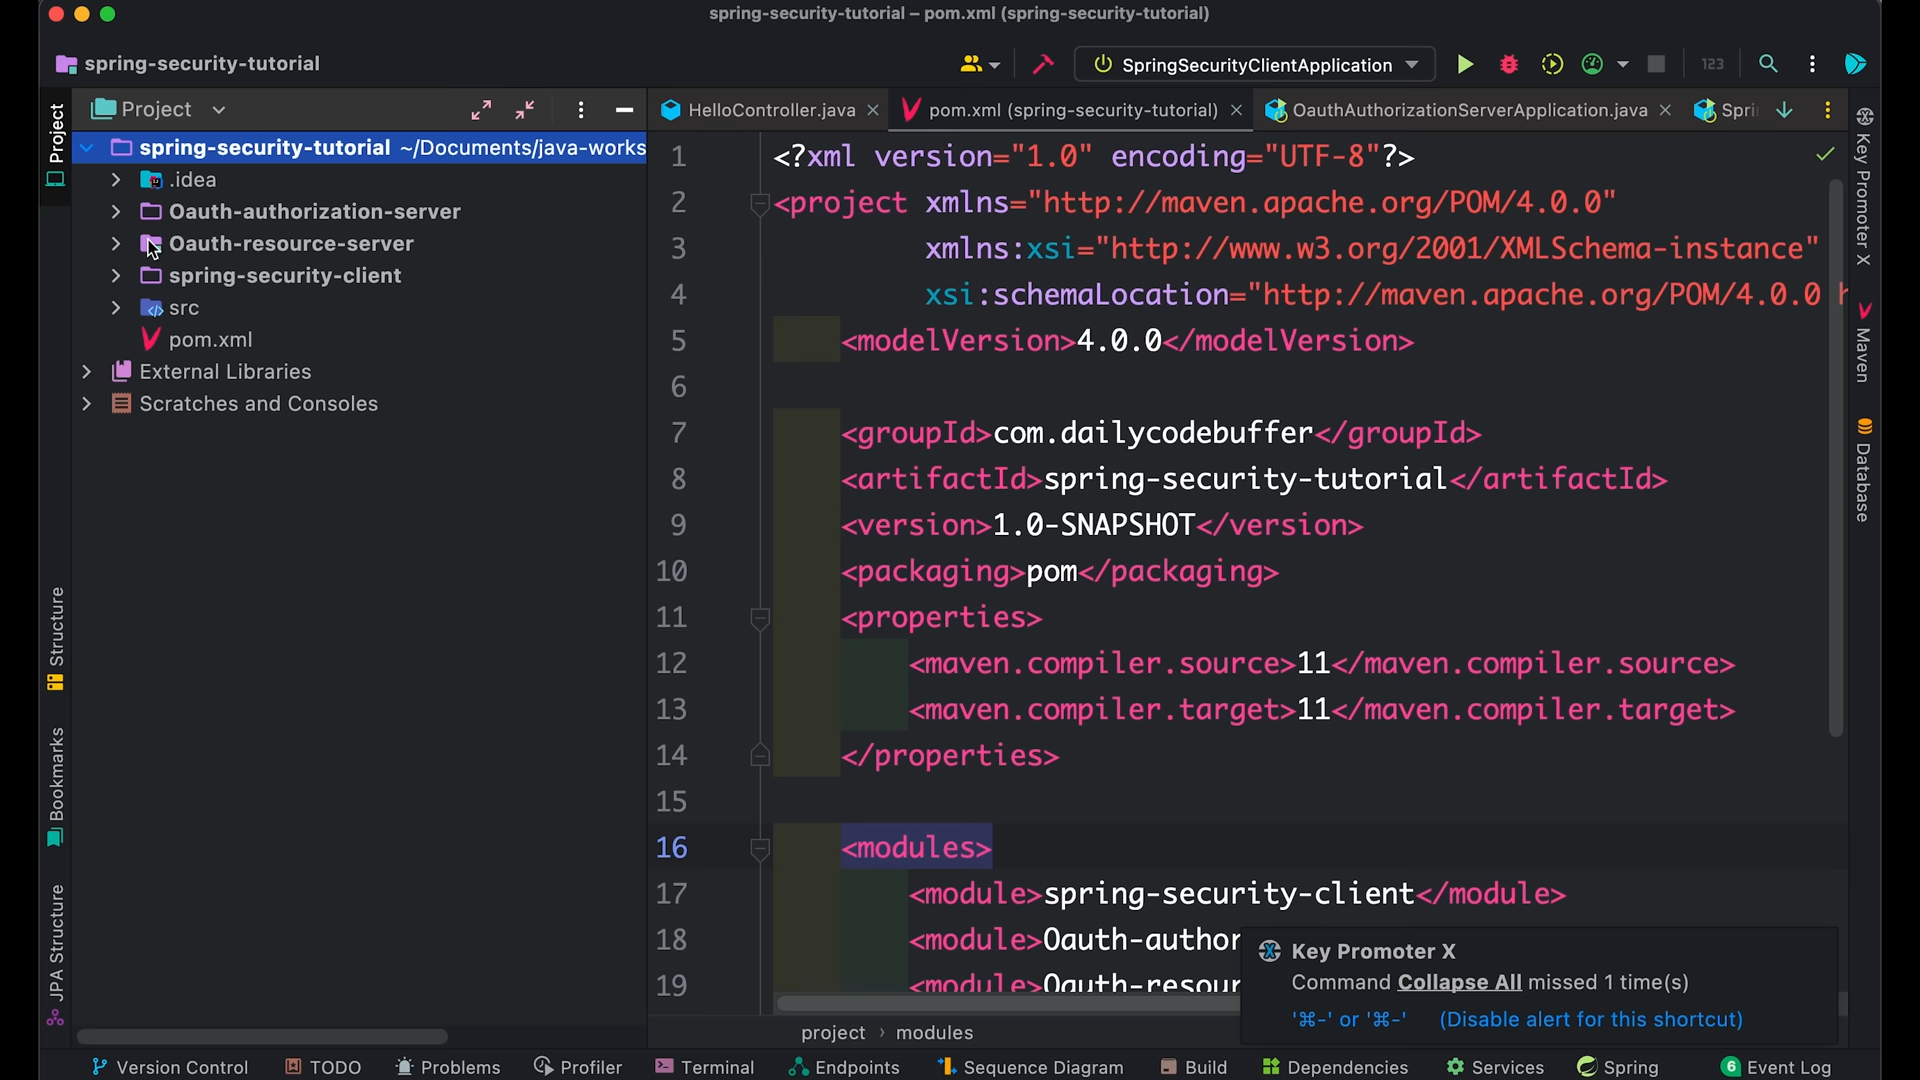 spring-security-tutorial – pom.xml (spring-security-tutorial)
spring-security-tutorial
SpringSecurityClientApplication
123
Project
HelloController.java
pom.xml (spring-security-tutorial)
OauthAuthorizationServerApplication.java
Spri
Project
Structure
Bookmarks
JPA Structure
spring-security-tutorial ~/Documents/java-works
.idea
Oauth-authorization-server
Oauth-resource-server
spring-security-client
src
pom.xml
External Libraries
Scratches and Consoles
1 <?xml version="1.0" encoding="UTF-8"?>
2 <project xmlns="http://maven.apache.org/POM/4.0.0"
3 xmlns:xsi="http://www.w3.org/2001/XMLSchema-instance"
4 xsi:schemaLocation="http://maven.apache.org/POM/4.0.0 h
5 <modelVersion>4.0.0</modelVersion>
6
7 <groupId>com.dailycodebuffer</groupId>
8 <artifactId>spring-security-tutorial</artifactId>
9 <version>1.0-SNAPSHOT</version>
10 <packaging>pom</packaging>
11 <properties>
12 <maven.compiler.source>11</maven.compiler.source>
13 <maven.compiler.target>11</maven.compiler.target>
14 </properties>
15
16 <modules>
17 <module>spring-security-client</module>
18 <module>Oauth-author
19 <module>Oauth-resour
Key Promoter X
Maven
Database
Key Promoter X
Command Collapse All missed 1 time(s)
'⌘-' or '⌘-' (Disable alert for this shortcut)
project › modules
Version Control
TODO
Problems
Profiler
Terminal
Endpoints
Sequence Diagram
Build
Dependencies
Services
Spring
6 Event Log